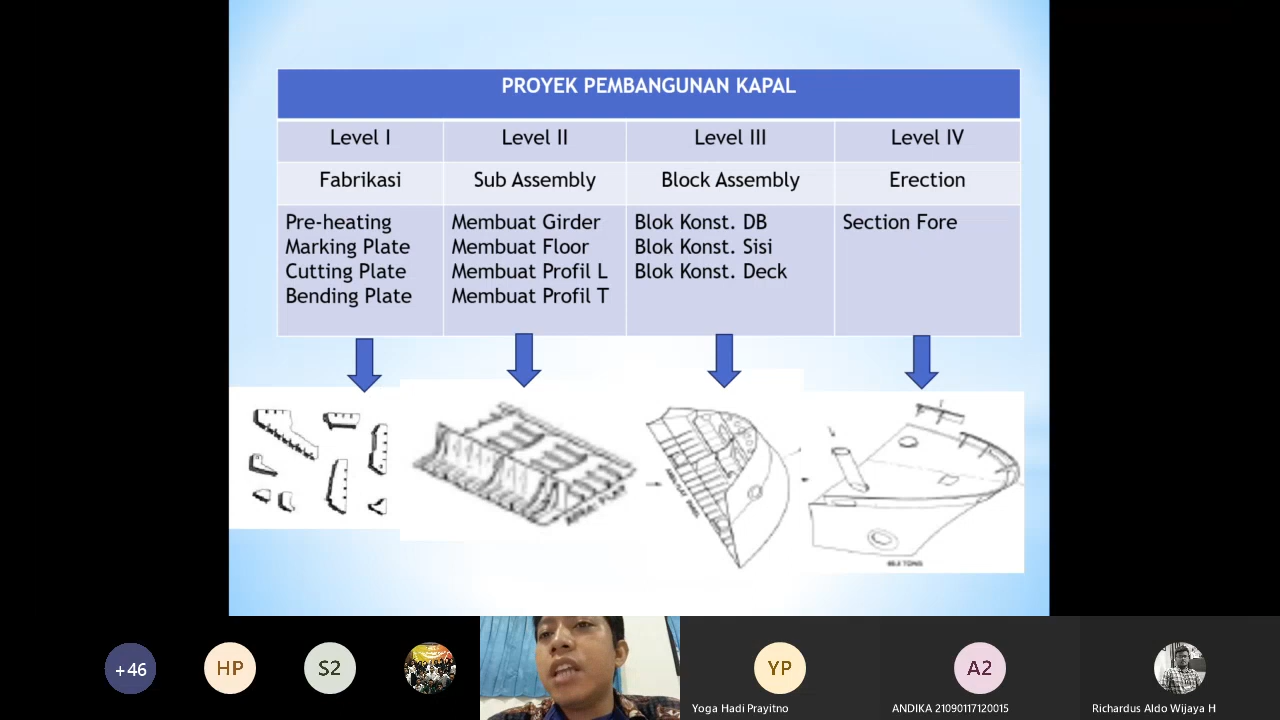 PROYEK PEMBANGUNAN KAPAL
Level I
Level II
Level III
Level IV
Fabrikasi
Sub Assembly
Block Assembly
Erection
Pre-heating
Marking Plate
Cutting Plate
Bending Plate
Membuat Girder
Membuat Floor
Membuat Profil L
Membuat Profil T
Blok Konst. DB
Blok Konst. Sisi
Blok Konst. Deck
Section Fore
+46
HP
S2
YP
Yoga Hadi Prayitno
A2
ANDIKA 21090117120015
Richardus Aldo Wijaya H